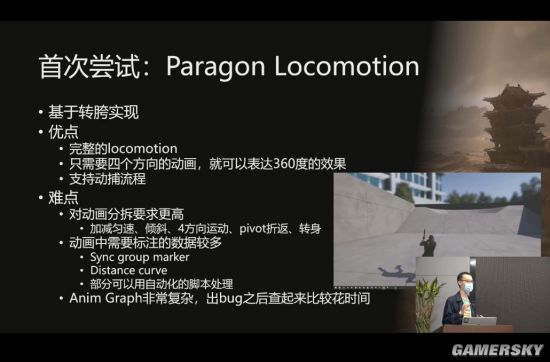 首次尝试：Paragon Locomotion
• 基于转胯实现
• 优点
• 完整的locomotion
• 只需要四个方向的动画，就可以表达360度的效果
• 支持动捕流程
• 难点
• 对动画分拆要求更高
• 加减匀速、倾斜、4方向运动、pivot折返、转身
• 动画中需要标注的数据较多
• Sync group marker
• Distance curve
• 部分可以用自动化的脚本处理
• Anim Graph非常复杂，出bug之后查起来比较花时间
GAMERSKY